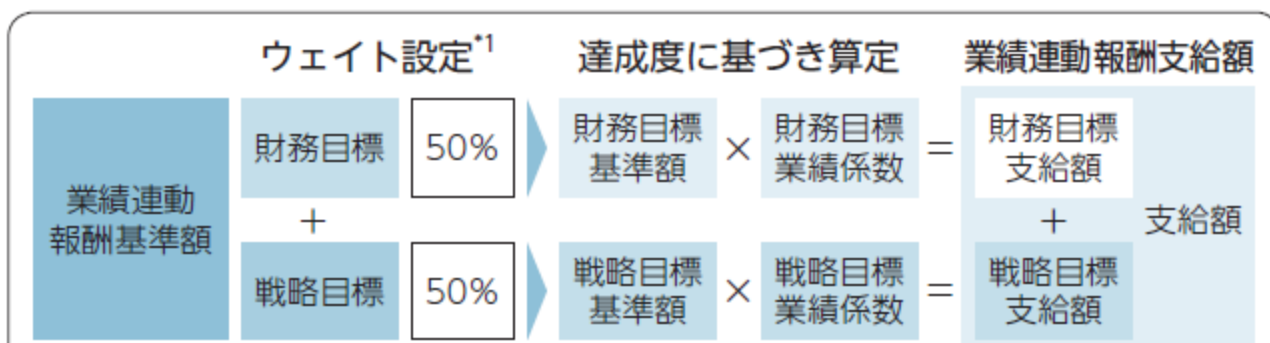 ウェイト設定*1
達成度に基づき算定
業績連動報酬支給額
業績連動
報酬基準額
財務目標
50%
財務目標
基準額
×
財務目標
業績係数
=
財務目標
支給額
+
+
支給額
戦略目標
50%
戦略目標
基準額
×
戦略目標
業績係数
=
戦略目標
支給額